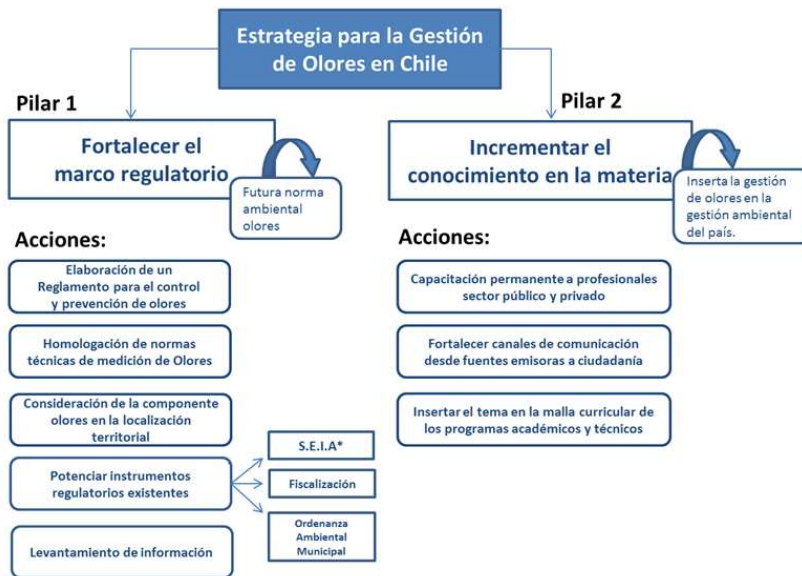 Estrategia para la Gestión
de Olores en Chile
Pilar 1
Fortalecer el
marco regulatorio
Futura norma
ambiental
olores
Acciones:
Elaboración de un
Reglamento para el control
y prevención de olores
Homologación de normas
técnicas de medición de Olores
Consideración de la componente
olores en la localización
territorial
Potenciar instrumentos
regulatorios existentes
S.E.I.A*
Fiscalización
Ordenanza
Ambiental
Municipal
Levantamiento de información
Pilar 2
Incrementar el
conocimiento en la materia
Inserta la gestión
de olores en la
gestión ambiental
del país.
Acciones:
Capacitación permanente a profesionales
sector público y privado
Fortalecer canales de comunicación
desde fuentes emisoras a ciudadanía
Insertar el tema en la malla curricular de
los programas académicos y técnicos